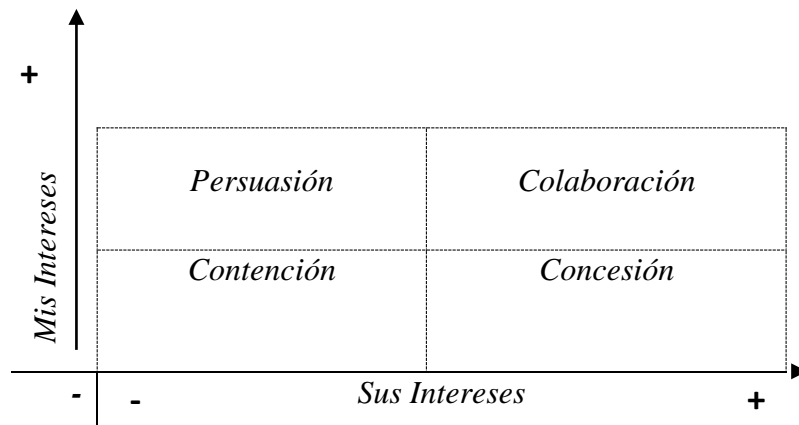 +
Persuasión
Colaboración
Mis Intereses
Contención
Concesión
-
-
Sus Intereses
+